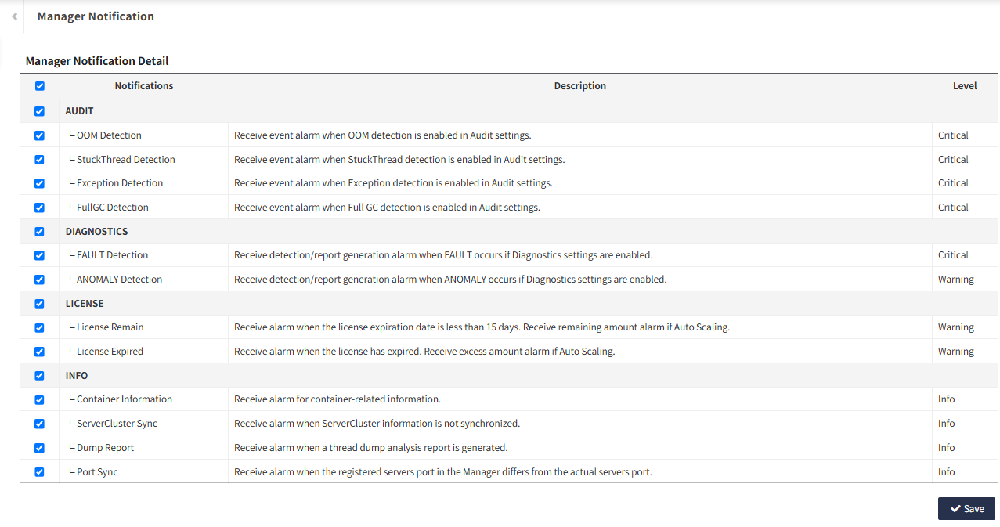 Manager Notification
Manager Notification Detail
Notifications Description Level
AUDIT
OOM Detection Receive event alarm when OOM detection is enabled in Audit settings. Critical
StuckThread Detection Receive event alarm when StuckThread detection is enabled in Audit settings. Critical
Exception Detection Receive event alarm when Exception detection is enabled in Audit settings. Critical
FullGC Detection Receive event alarm when Full GC detection is enabled in Audit settings. Critical
DIAGNOSTICS
FAULT Detection Receive detection/report generation alarm when FAULT occurs if Diagnostics settings are enabled. Critical
ANOMALY Detection Receive detection/report generation alarm when ANOMALY occurs if Diagnostics settings are enabled. Warning
LICENSE
License Remain Receive alarm when the license expiration date is less than 15 days. Receive remaining amount alarm if Auto Scaling. Warning
License Expired Receive alarm when the license has expired. Receive excess amount alarm if Auto Scaling. Warning
INFO
Container Information Receive alarm for container-related information. Info
ServerCluster Sync Receive alarm when ServerCluster information is not synchronized. Info
Dump Report Receive alarm when a thread dump analysis report is generated. Info
Port Sync Receive alarm when the registered servers port in the Manager differs from the actual servers port. Info
Save